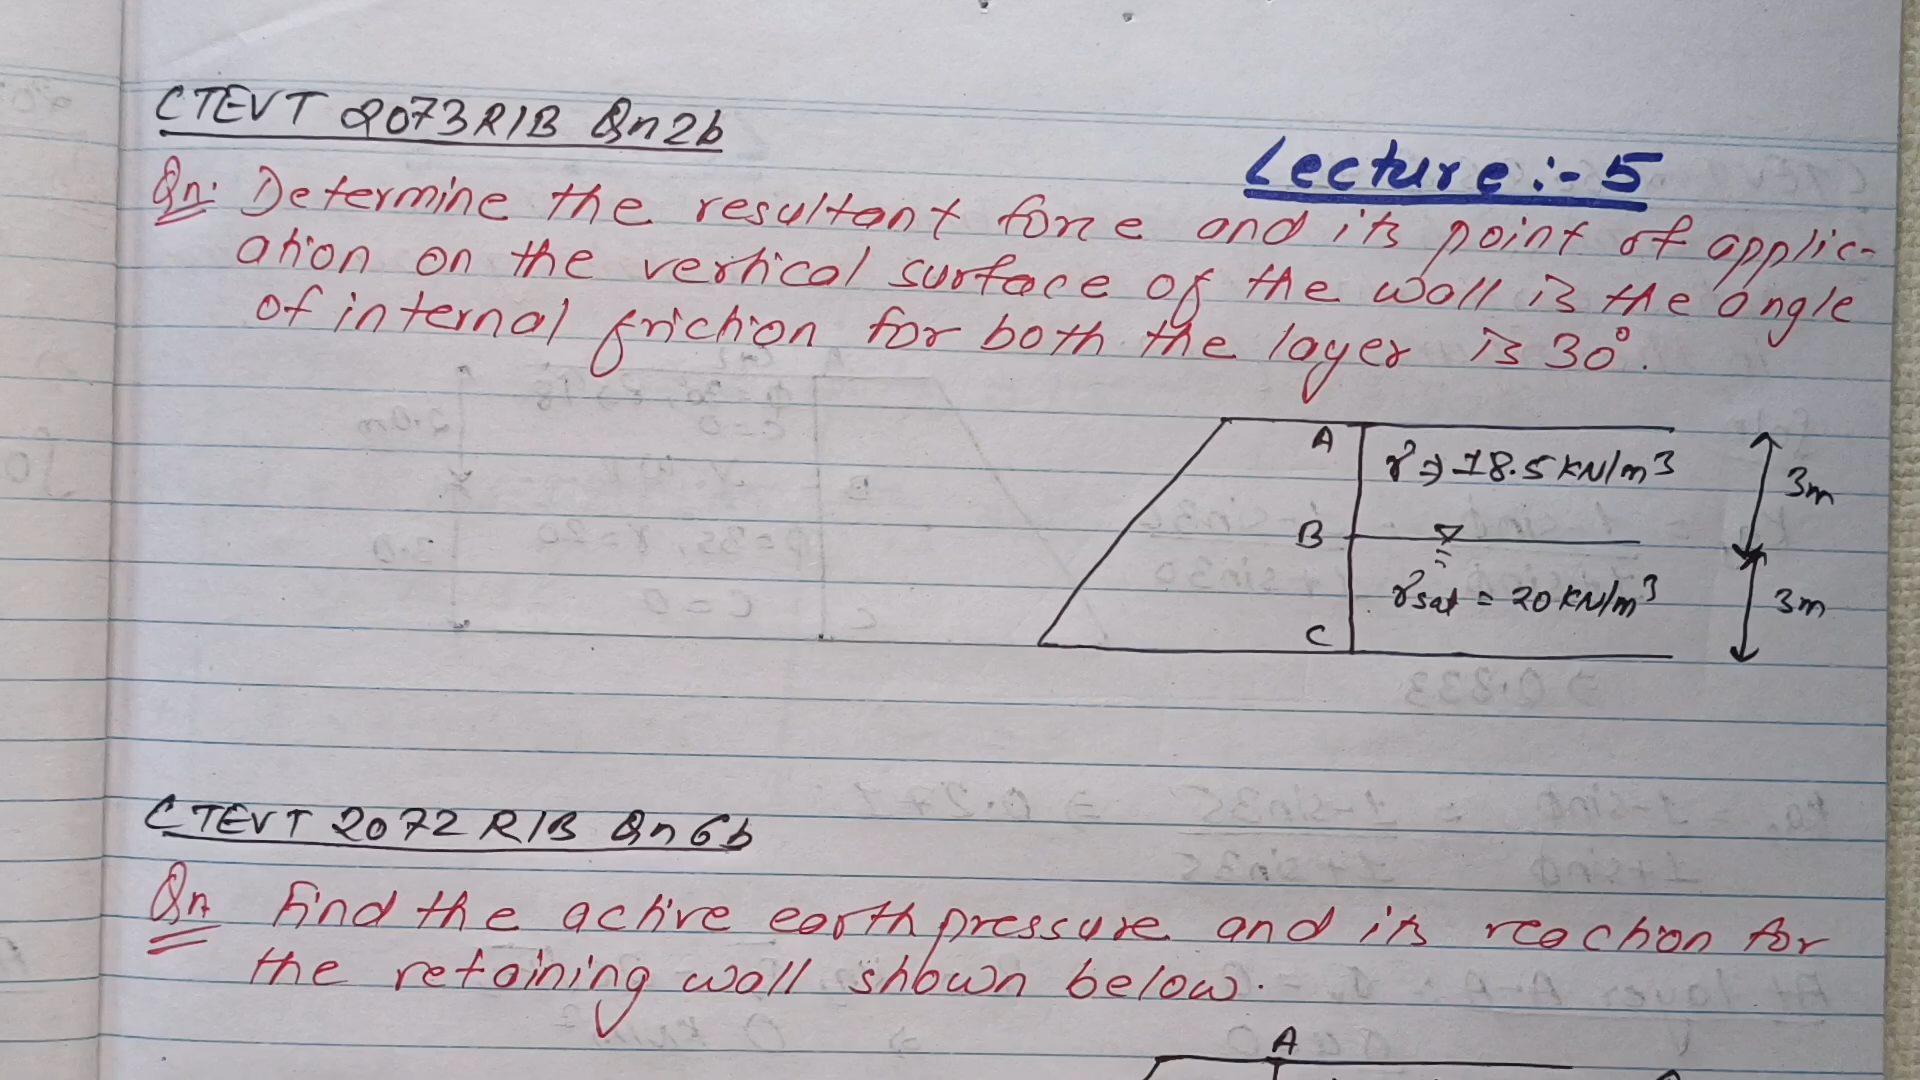 CTEVT 2073 R/B Qn 2b
Lecture:- 5
Qn: Determine the resultant force and its point of applic-
ation on the vertical surface of the wall is the angle
of internal friction for both the layer is 30°.
A
γ ⇒ 18.5 KN/m³
3m
B
γsat = 20 KN/m³
3m
C
CTEVT 2072 R/B Qn 6b
Qn Find the active earth pressure and its reaction for
the retaining wall shown below.
A